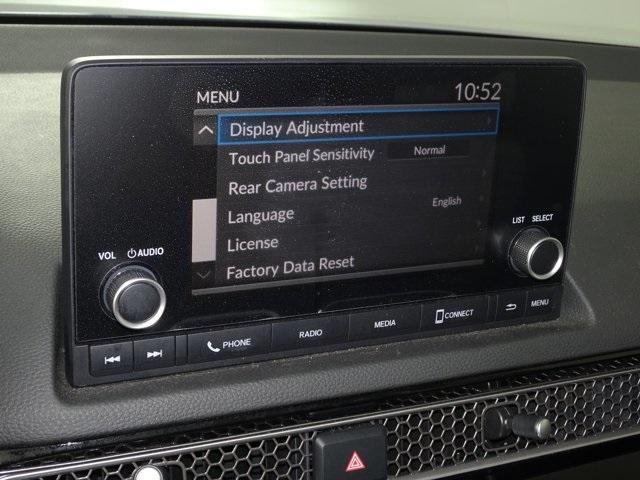 MENU 10:52
Display Adjustment
Touch Panel Sensitivity Normal
Rear Camera Setting
Language English
License
Factory Data Reset
VOL AUDIO
LIST SELECT
PHONE RADIO MEDIA CONNECT MENU